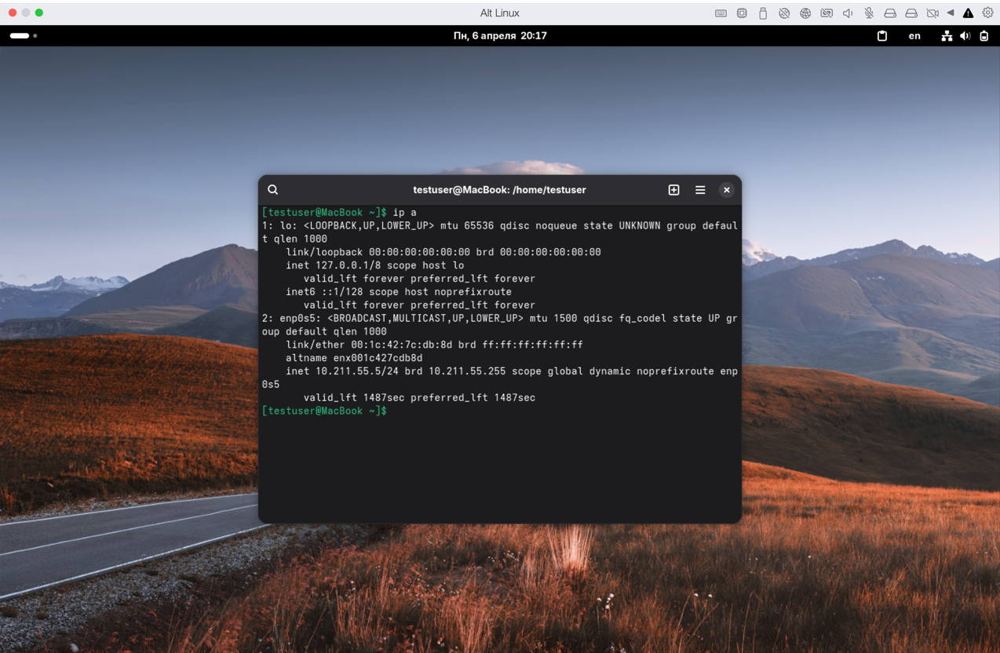 Alt Linux
Пн, 6 апреля 20:17
en
testuser@MacBook: /home/testuser
[testuser@MacBook ~]$ ip a
1: lo: <LOOPBACK,UP,LOWER_UP> mtu 65536 qdisc noqueue state UNKNOWN group defaul
t qlen 1000
    link/loopback 00:00:00:00:00:00 brd 00:00:00:00:00:00
    inet 127.0.0.1/8 scope host lo
       valid_lft forever preferred_lft forever
    inet6 ::1/128 scope host noprefixroute
       valid_lft forever preferred_lft forever
2: enp0s5: <BROADCAST,MULTICAST,UP,LOWER_UP> mtu 1500 qdisc fq_codel state UP gr
oup default qlen 1000
    link/ether 00:1c:42:7c:db:8d brd ff:ff:ff:ff:ff:ff
    altname enx001c427cdb8d
    inet 10.211.55.5/24 brd 10.211.55.255 scope global dynamic noprefixroute enp
0s5
       valid_lft 1487sec preferred_lft 1487sec
[testuser@MacBook ~]$